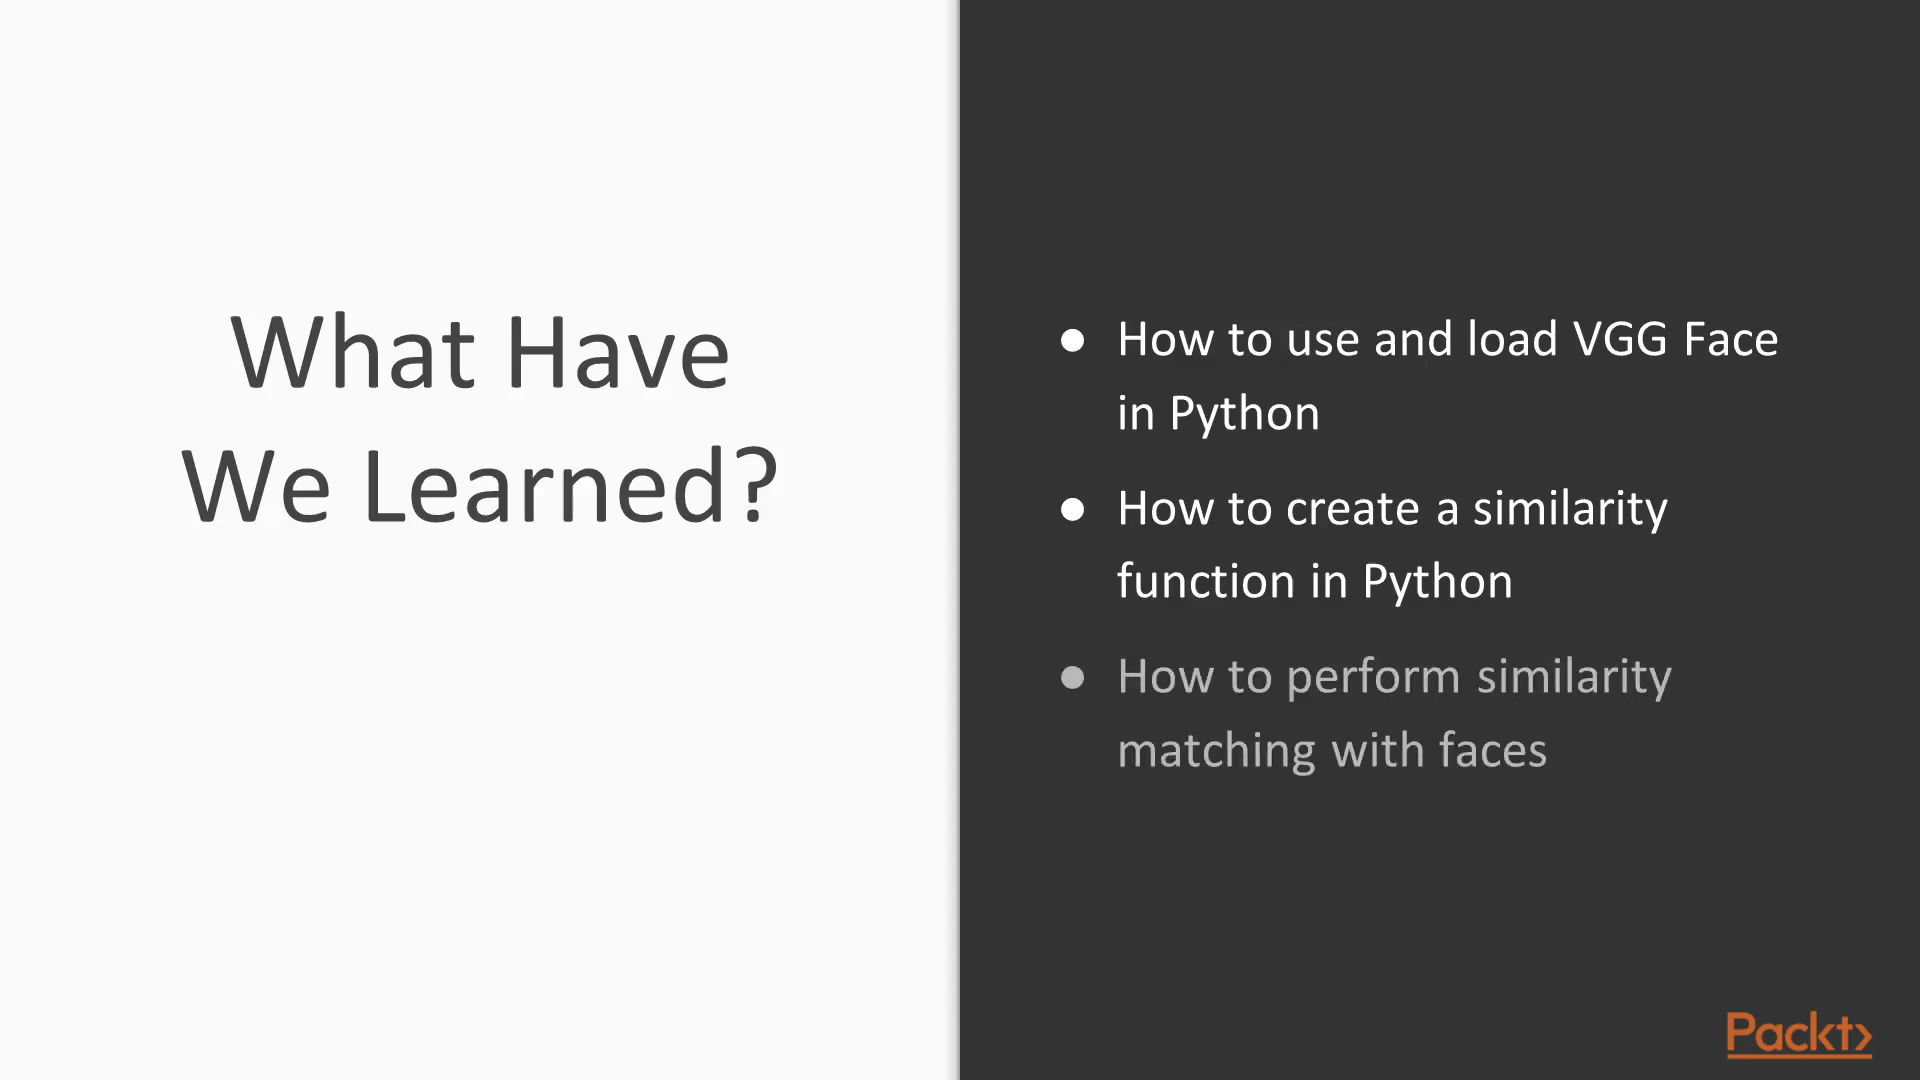 What Have
We Learned?
● How to use and load VGG Face
in Python
● How to create a similarity
function in Python
● How to perform similarity
matching with faces
Packt>